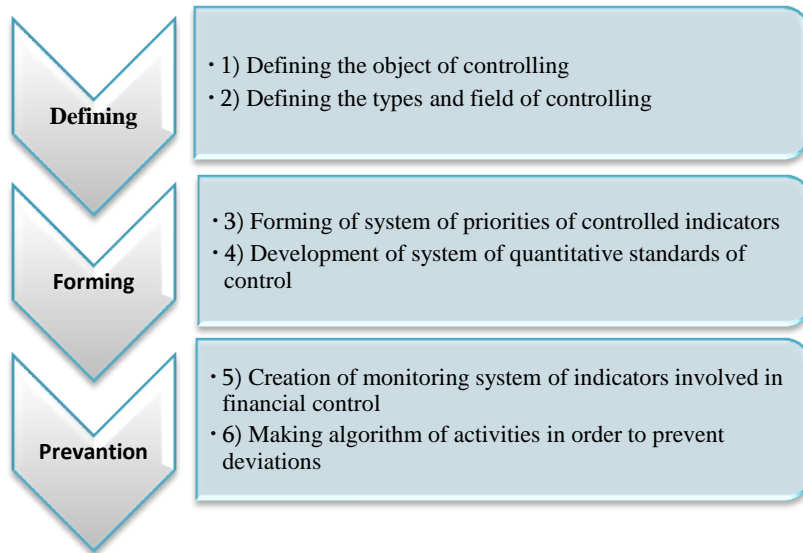 Defining
· 1) Defining the object of controlling
· 2) Defining the types and field of controlling
Forming
· 3) Forming of system of priorities of controlled indicators
· 4) Development of system of quantitative standards of
control
Prevantion
· 5) Creation of monitoring system of indicators involved in
financial control
· 6) Making algorithm of activities in order to prevent
deviations